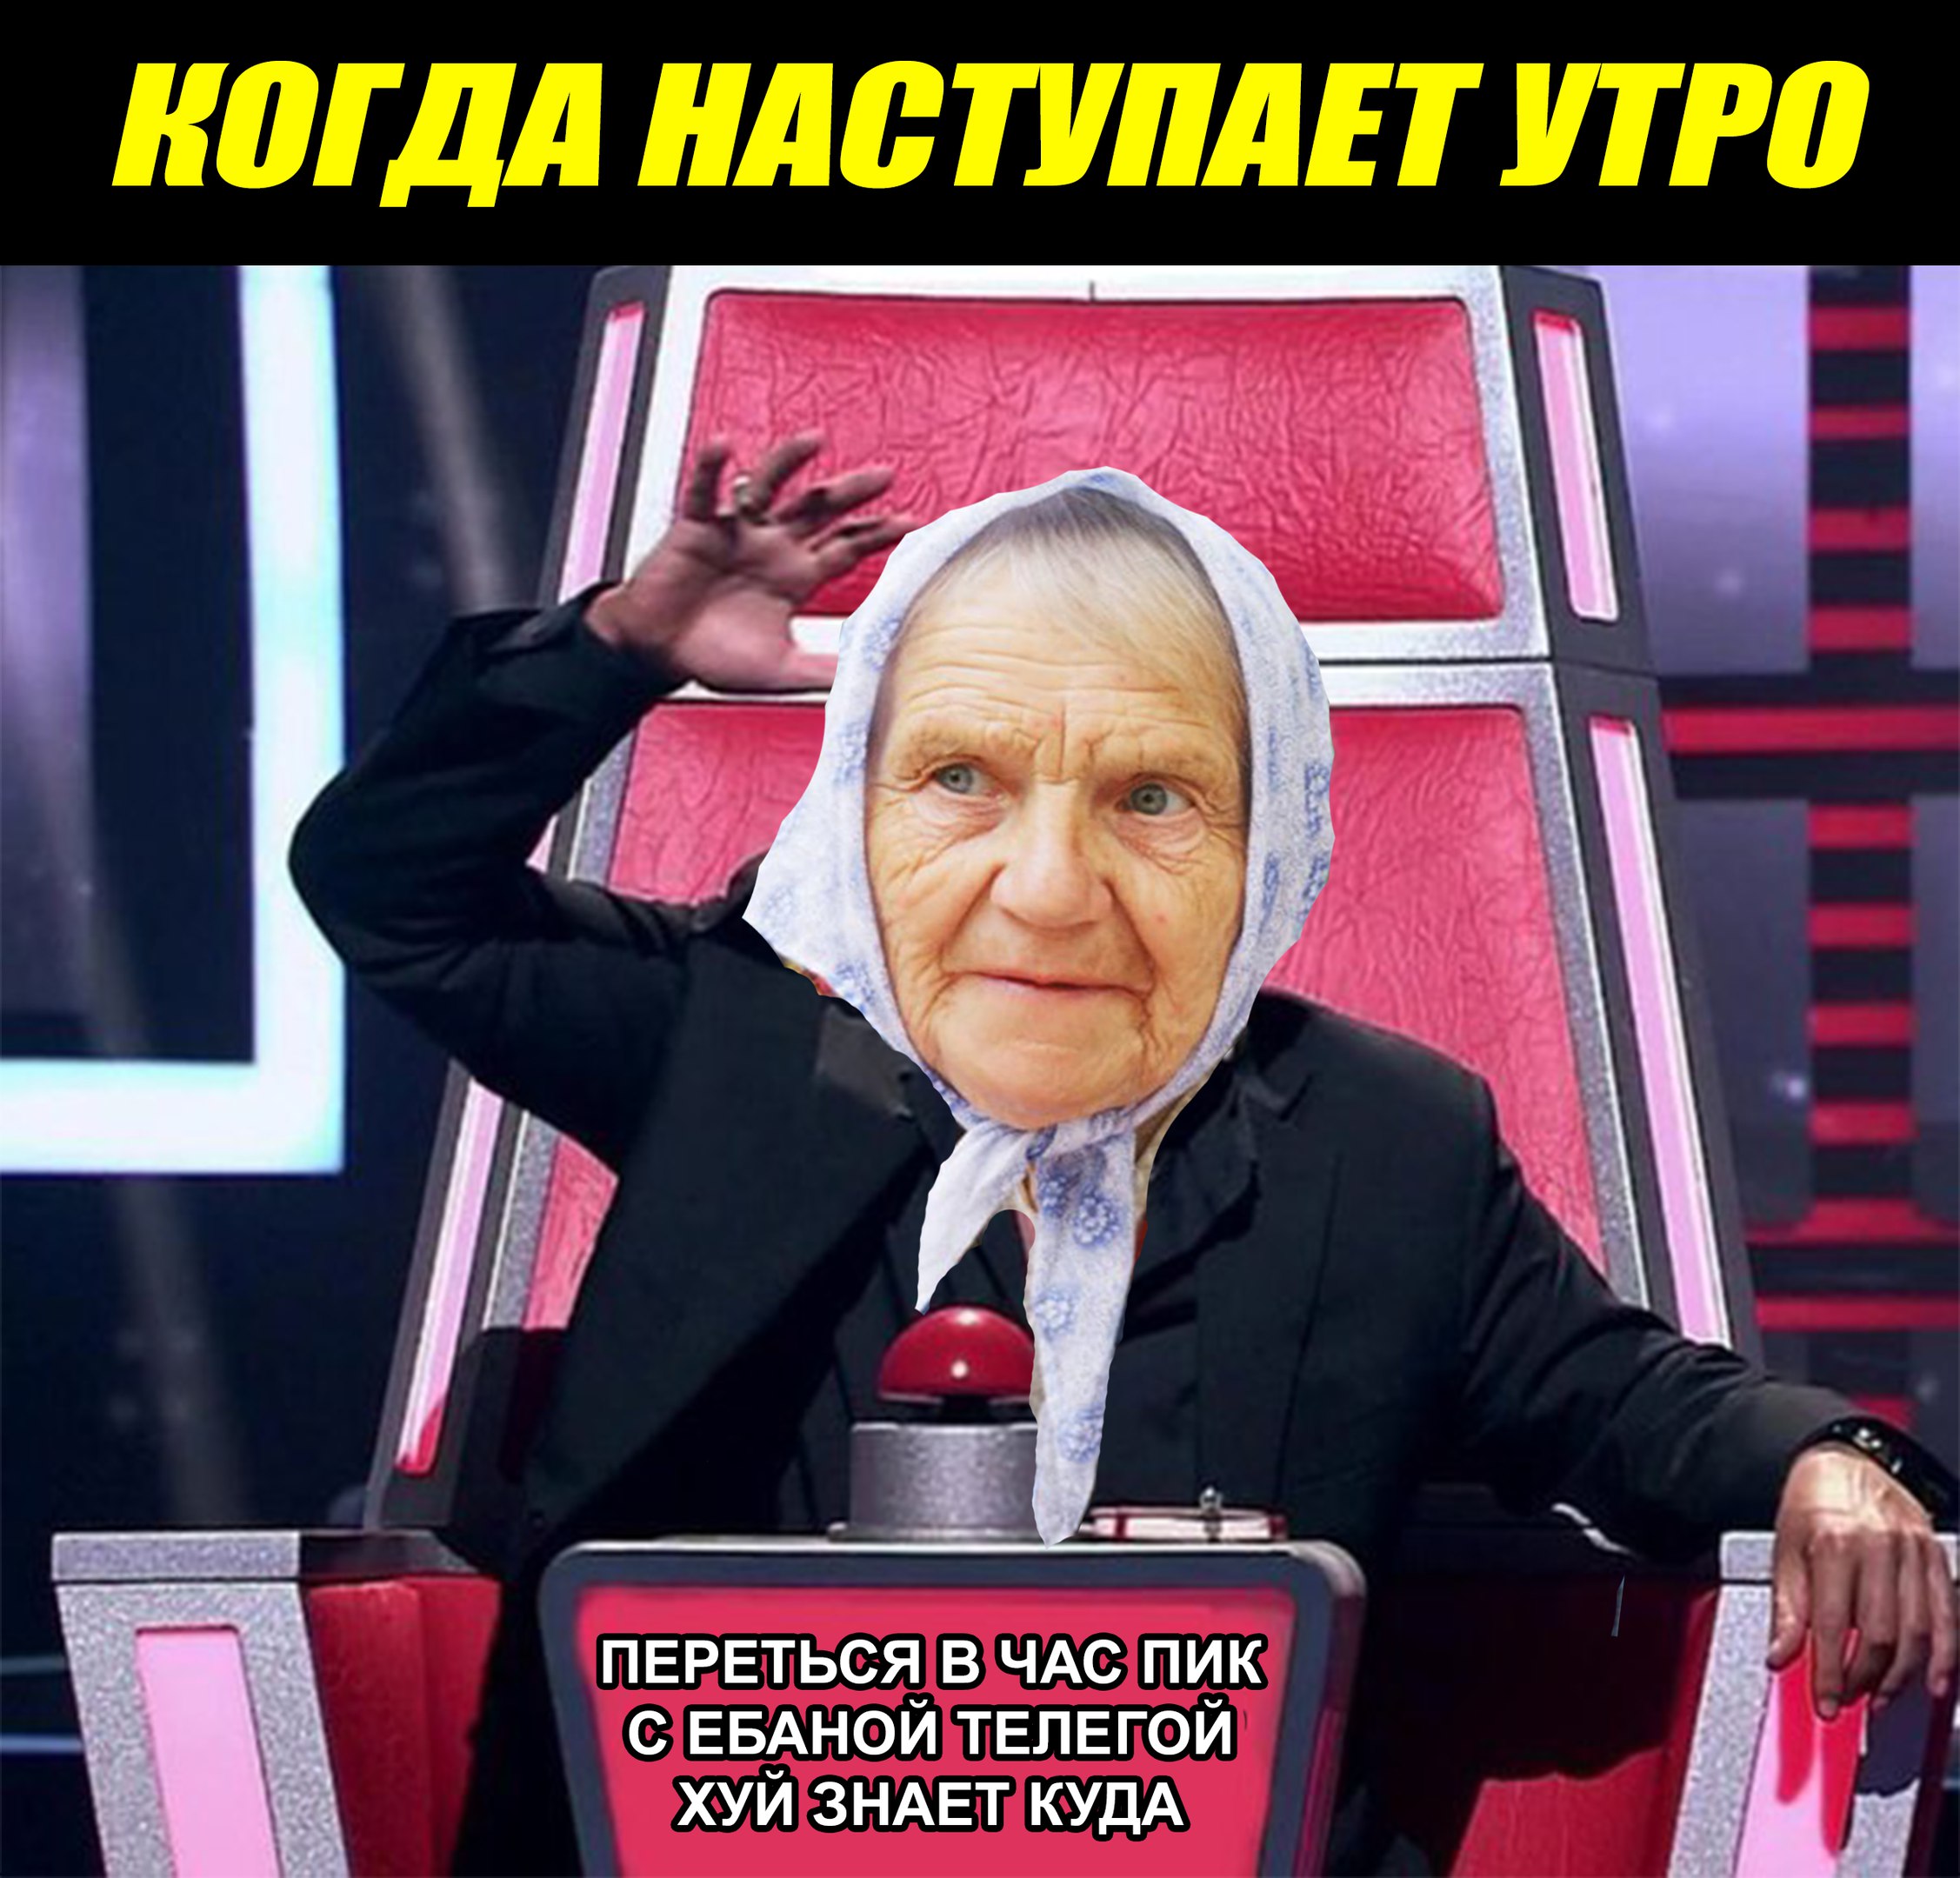 КОГДА НАСТУПАЕТ УТРО
ПЕРЕТЬСЯ В ЧАС ПИК
С ЕБАНОЙ ТЕЛЕГОЙ
ХУЙ ЗНАЕТ КУДА